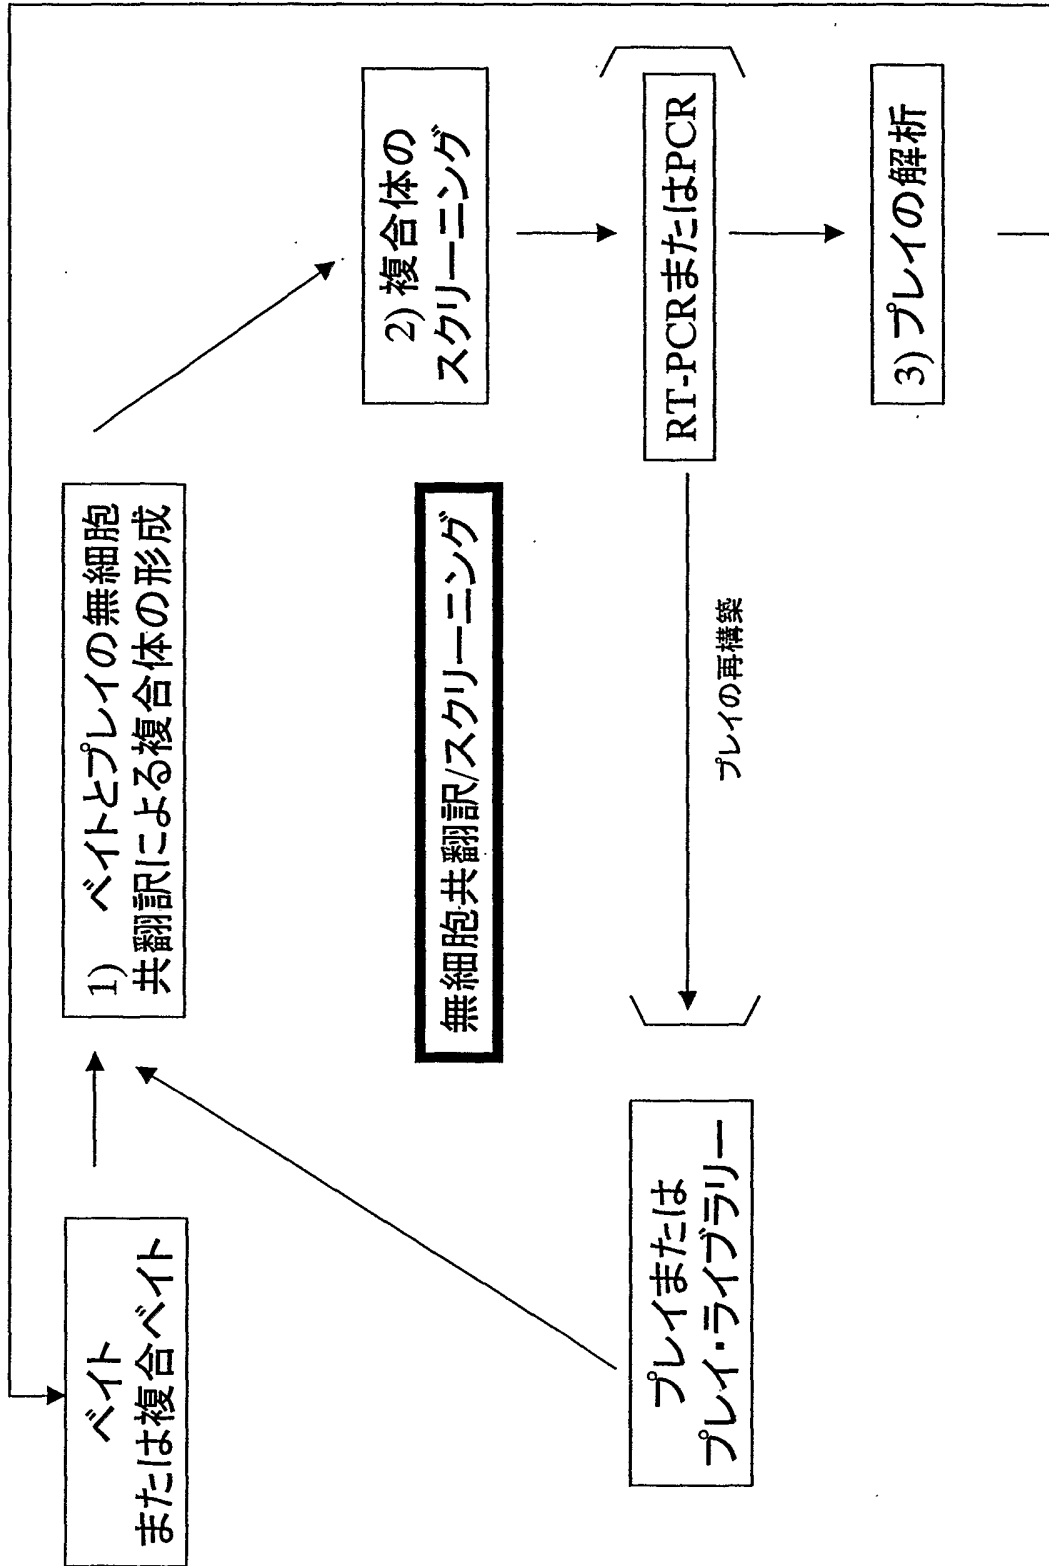 ベイト
または複合ベイト
1) ベイトとプレイの無細胞
共翻訳による複合体の形成
2) 複合体の
スクリーニング
無細胞共翻訳/スクリーニング
プレイまたは
プレイ・ライブラリー
プレイの再構築
RT-PCRまたはPCR
3) プレイの解析